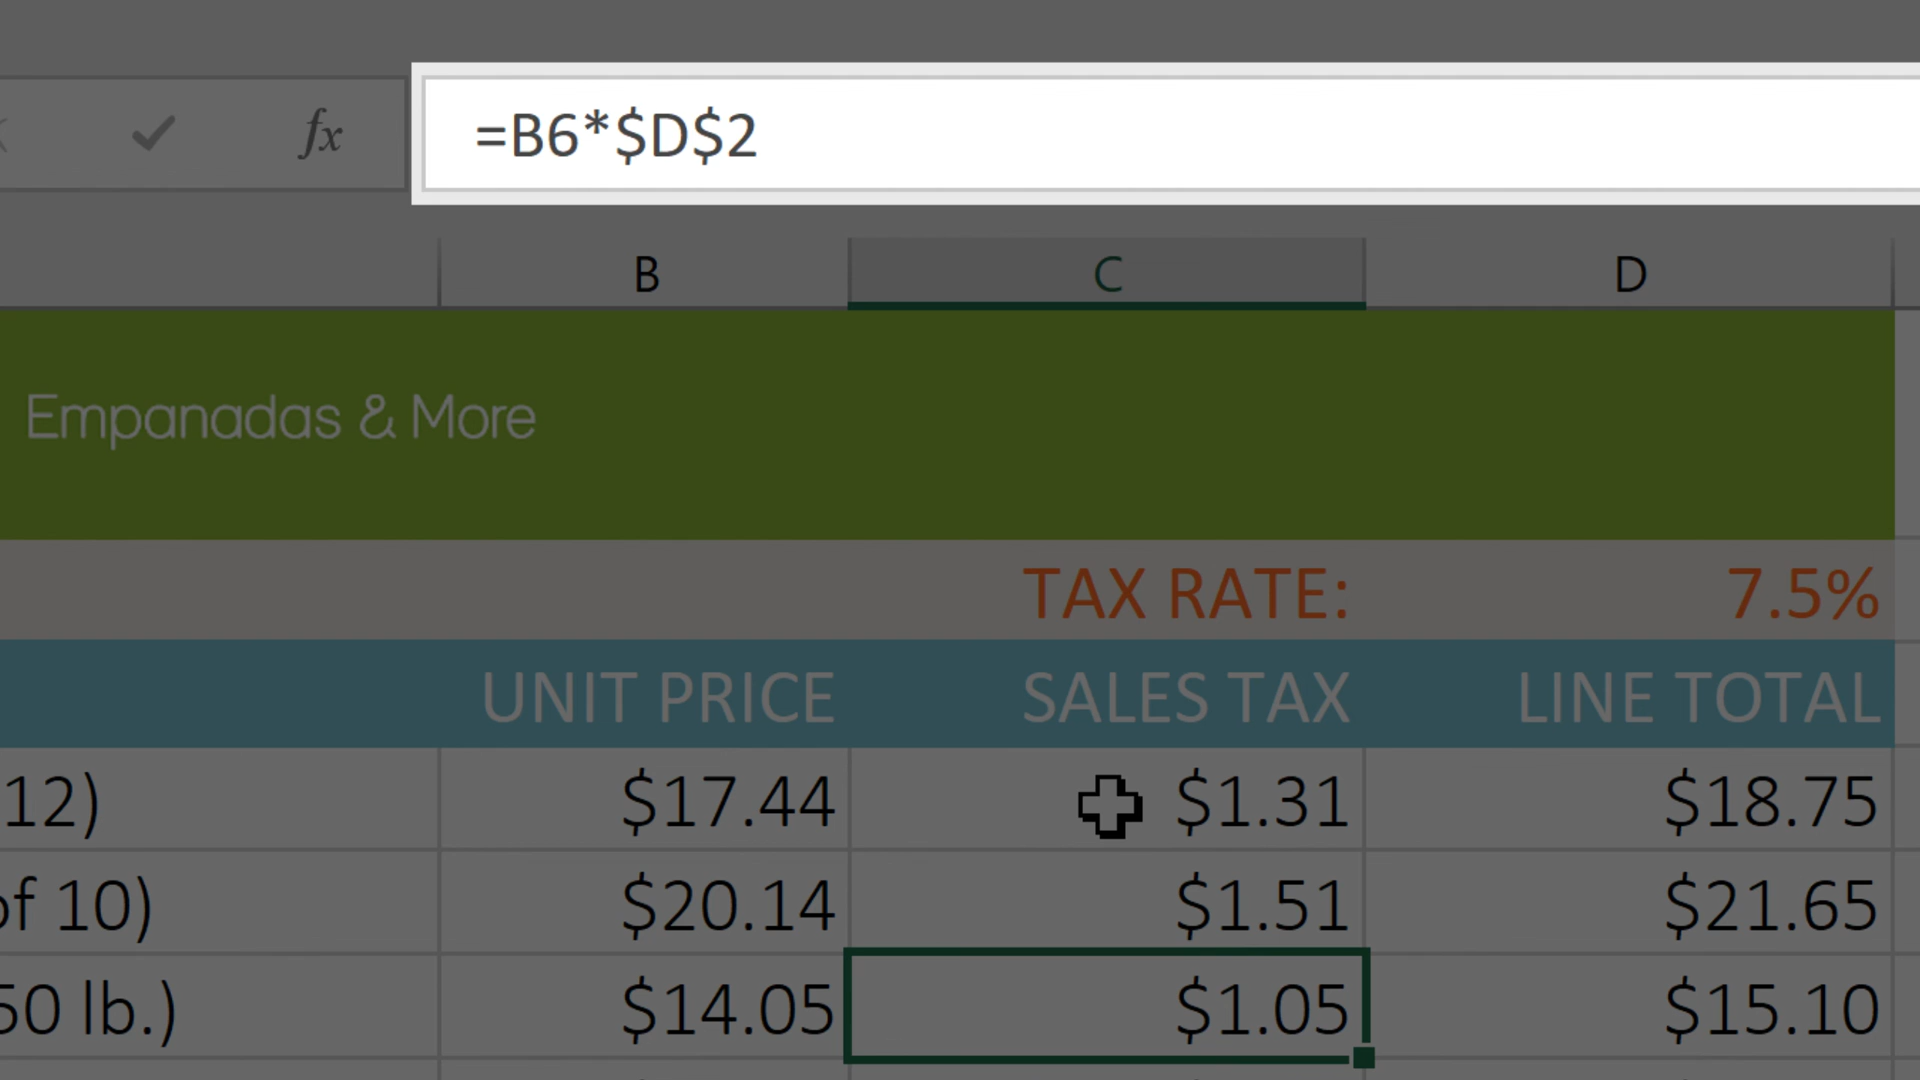 fx =B6*$D$2
B C D
Empanadas & More
TAX RATE: 7.5%
UNIT PRICE SALES TAX LINE TOTAL
12) $17.44 $1.31 $18.75
of 10) $20.14 $1.51 $21.65
50 lb.) $14.05 $1.05 $15.10